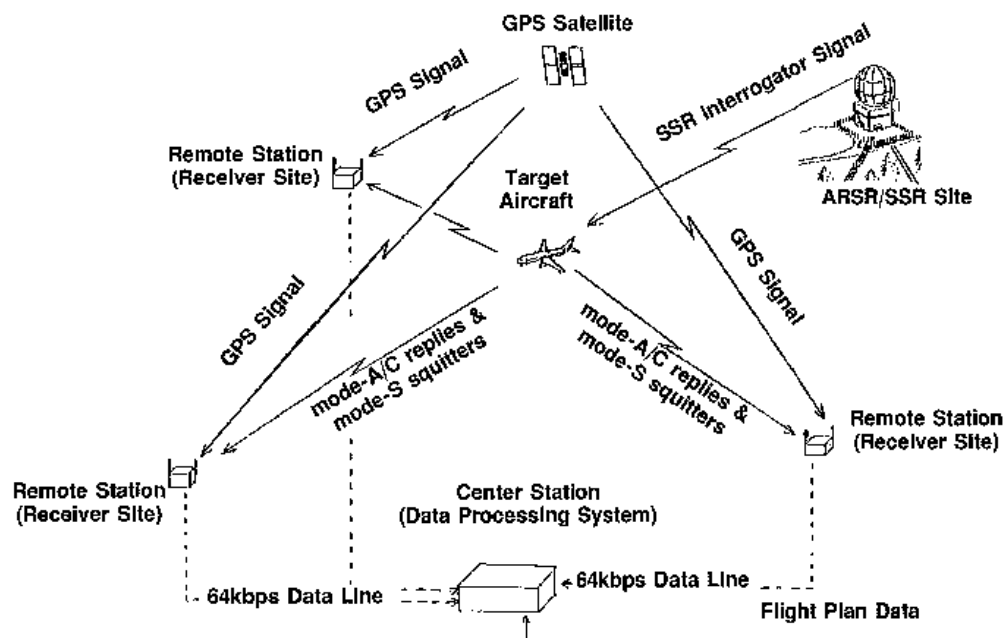 GPS Satellite
GPS Signal
SSR Interrogator Signal
Remote Station
(Receiver Site)
Target
Aircraft
ARSR/SSR Site
GPS Signal
GPS Signal
mode-A/C replies &
mode-S squitters
mode-A/C replies &
mode-S squitters
Remote Station
(Receiver Site)
Remote Station
(Receiver Site)
Center Station
(Data Processing System)
64kbps Data Line
64kbps Data Line
Flight Plan Data